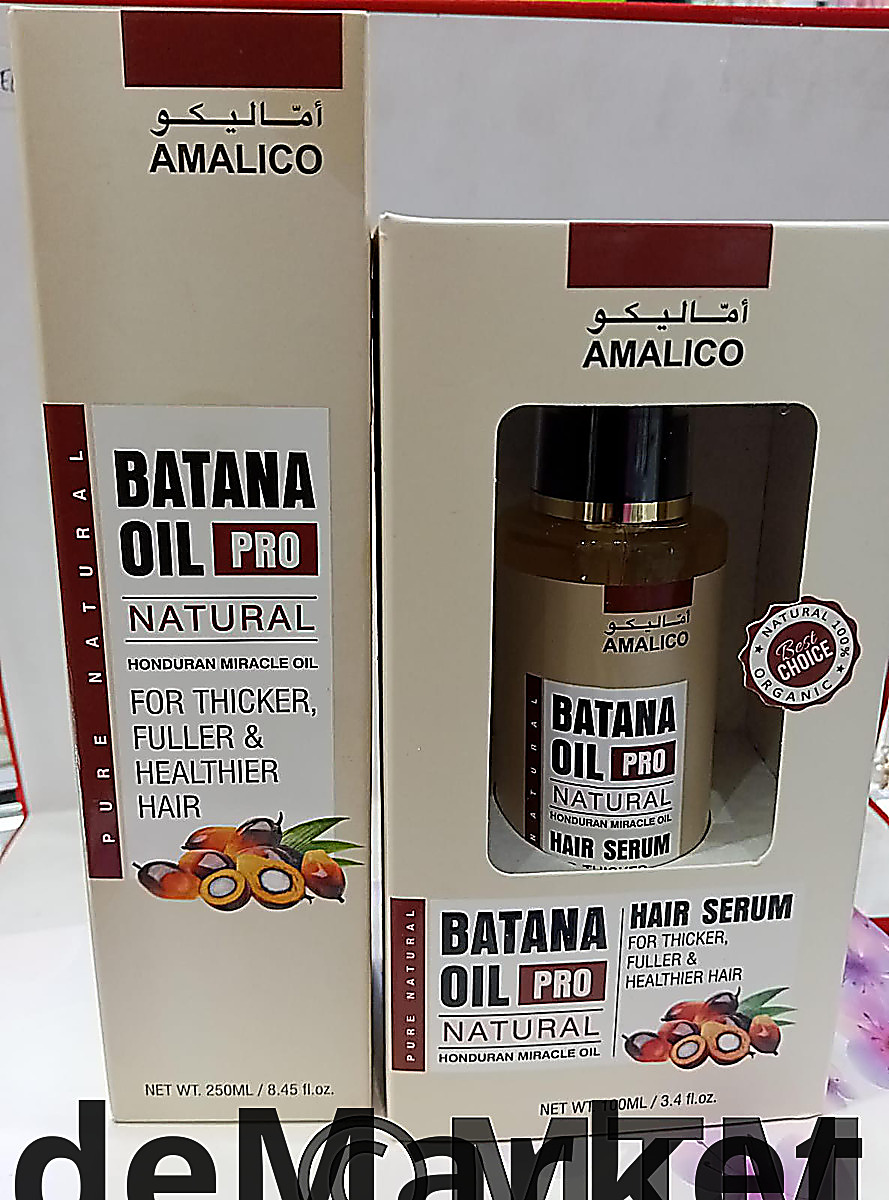 أمّاليكو
AMALICO
PURE NATURAL
BATANA
OIL PRO
NATURAL
HONDURAN MIRACLE OIL
FOR THICKER,
FULLER &
HEALTHIER
HAIR
NET WT. 250ML / 8.45 fl.oz.
أمّاليكو
AMALICO
أمّاليكو
AMALICO
NATURAL
BATANA
OIL PRO
NATURAL
HONDURAN MIRACLE OIL
HAIR SERUM
NATURAL 100%
Best
CHOICE
ORGANIC
PURE NATURAL
BATANA
OIL PRO
NATURAL
HONDURAN MIRACLE OIL
HAIR SERUM
FOR THICKER,
FULLER &
HEALTHIER HAIR
NET WT. 100ML / 3.4 fl.oz.
deMarket
©MTM